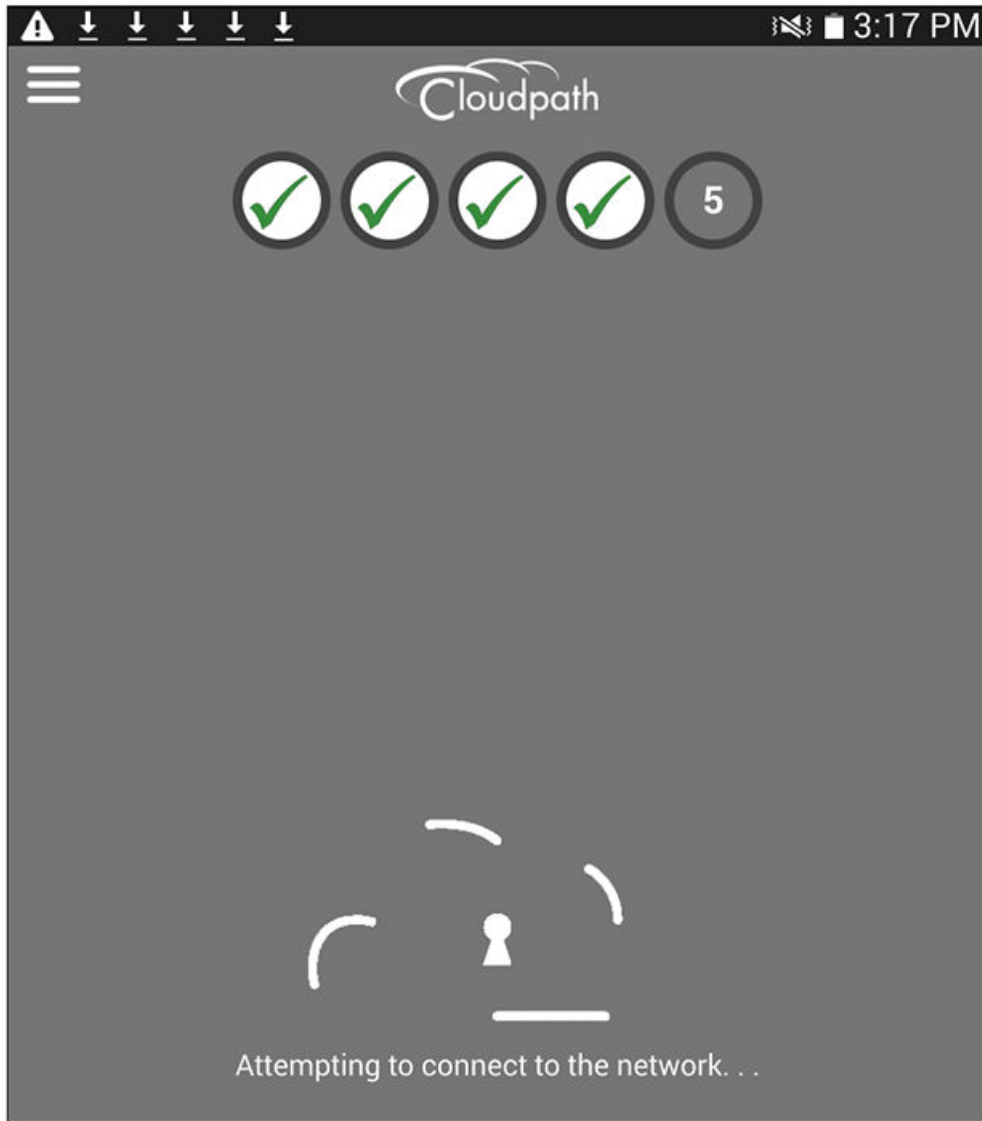 3:17 PM
Cloudpath
5
Attempting to connect to the network. . .